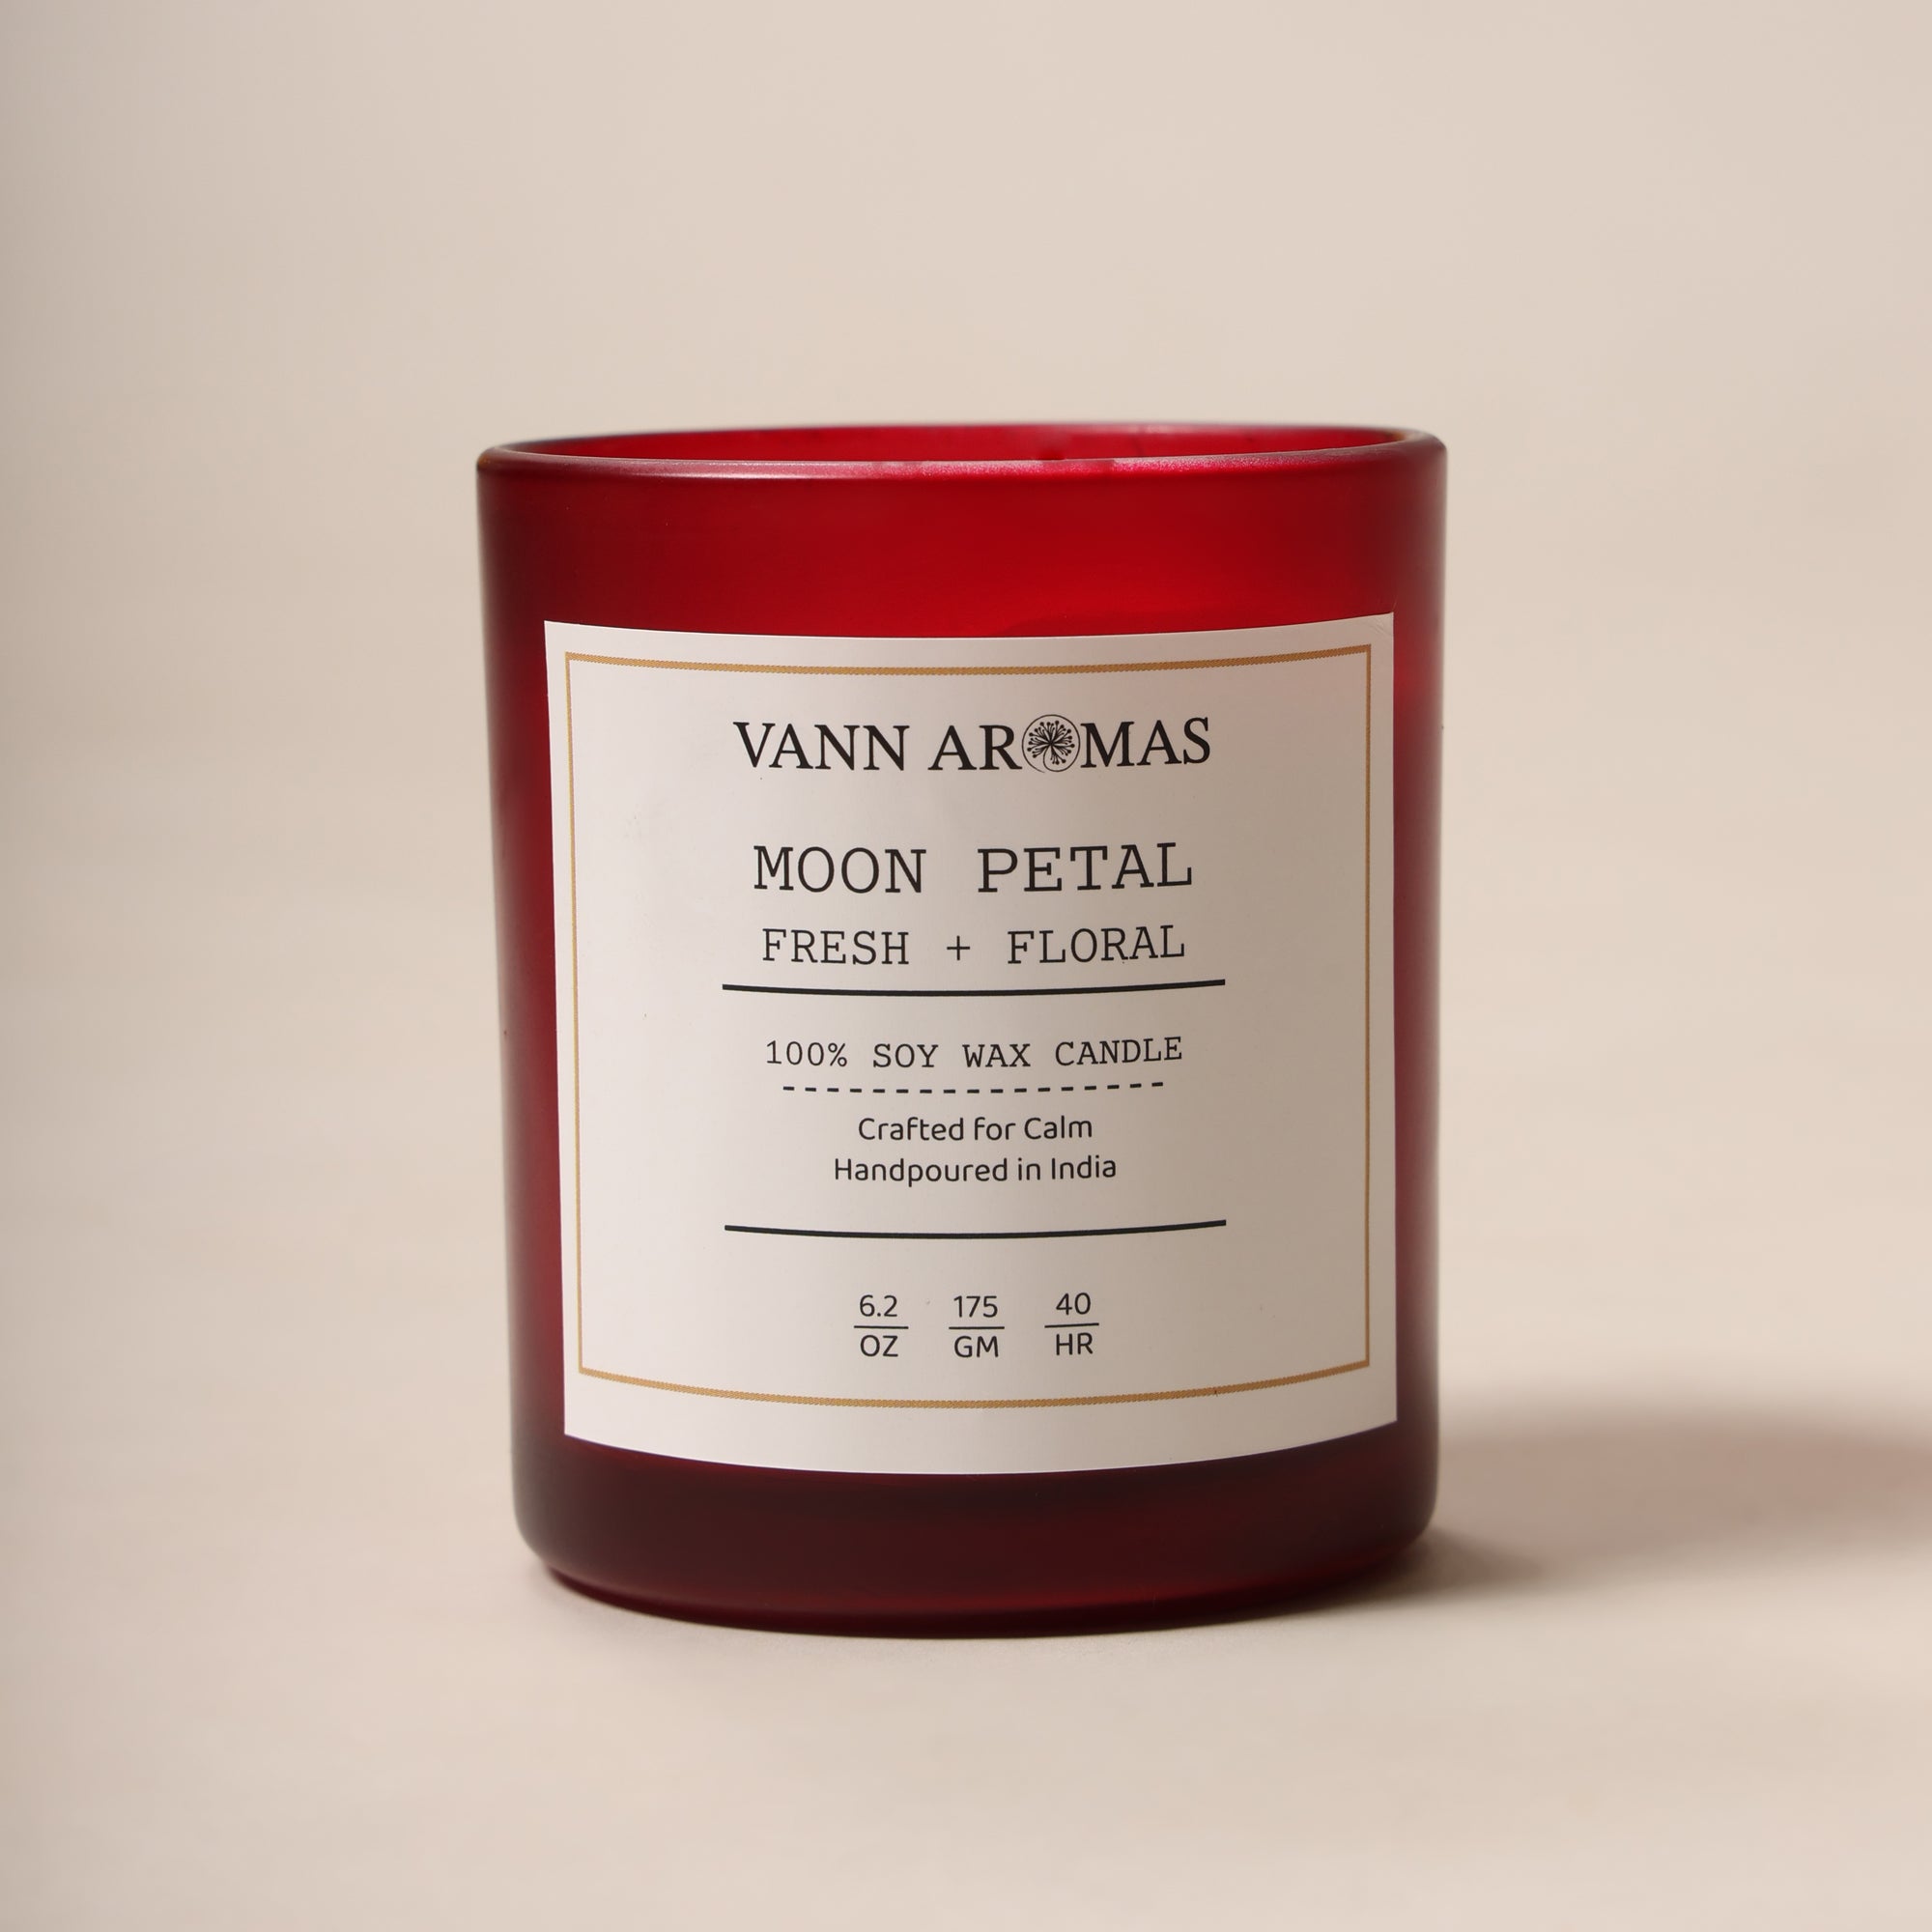 VANN AROMAS
MOON PETAL
FRESH + FLORAL
100% SOY WAX CANDLE
Crafted for Calm
Handpoured in India
6.2 175 40
OZ GM HR